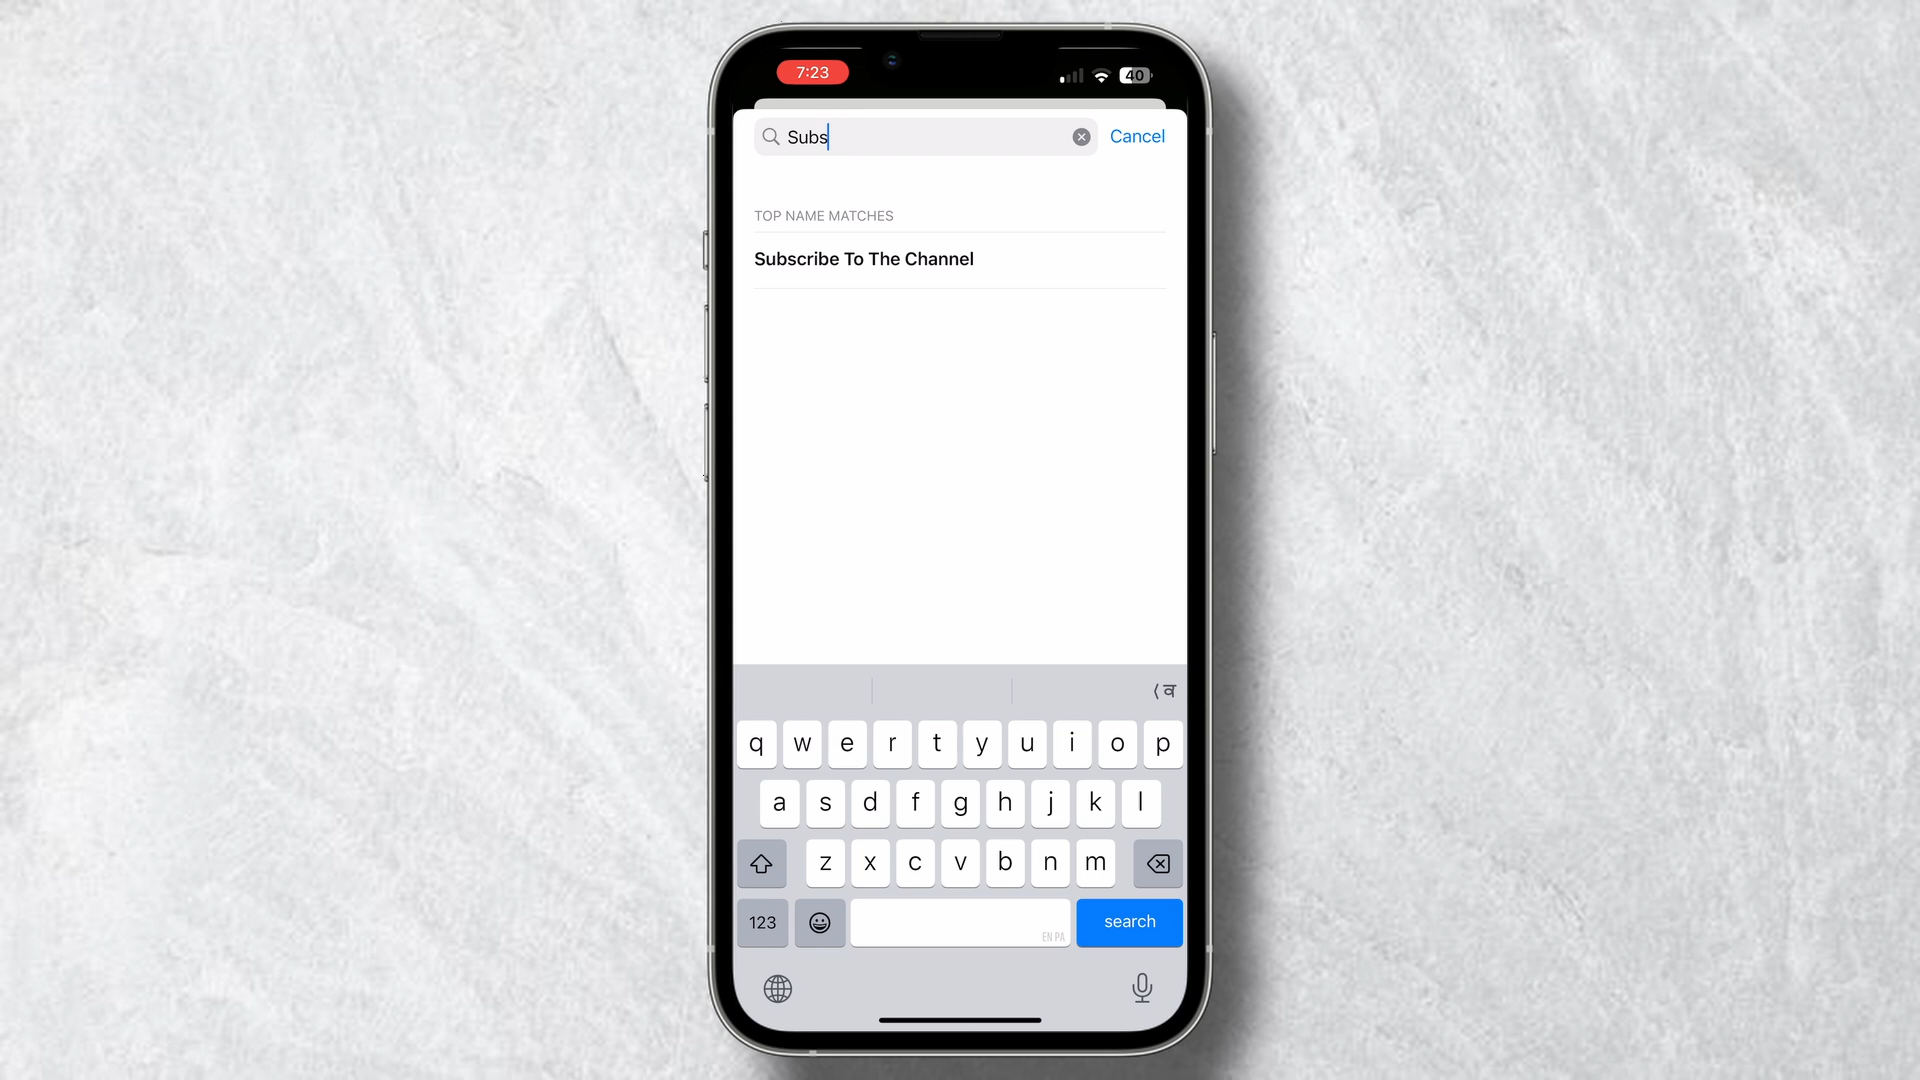 7:23
40
Subs
Cancel
TOP NAME MATCHES
Subscribe To The Channel
⟨ ਕ
q w e r t y u i o p
a s d f g h j k l
z x c v b n m
123
EN PA
search